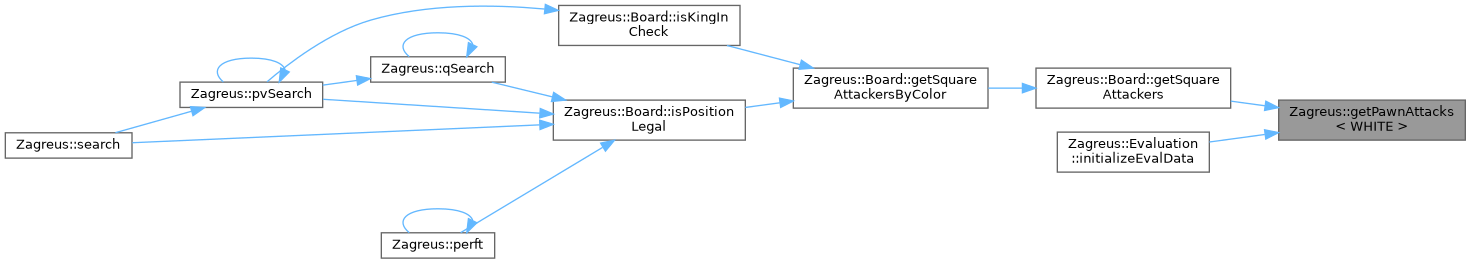 Zagreus::Board::isKingIn
Check
Zagreus::qSearch
Zagreus::pvSearch
Zagreus::search
Zagreus::Board::isPosition
Legal
Zagreus::perft
Zagreus::Board::getSquare
AttackersByColor
Zagreus::Board::getSquare
Attackers
Zagreus::Evaluation
::initializeEvalData
Zagreus::getPawnAttacks
< WHITE >